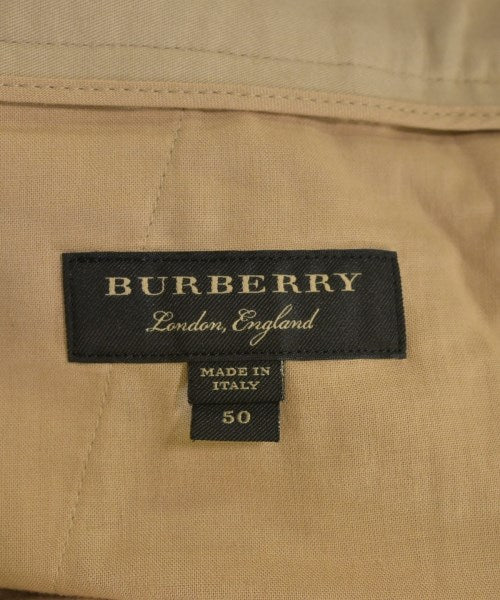 BURBERRY
London, England
MADE IN
ITALY
50